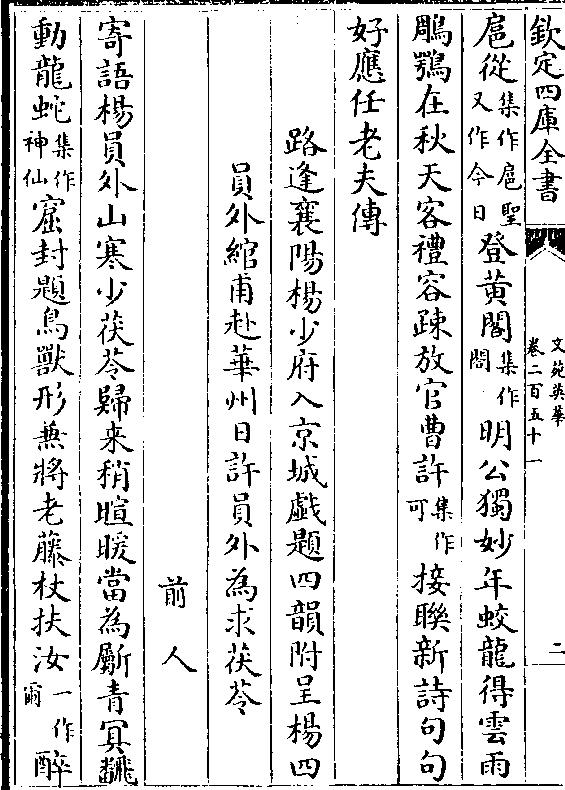 欽定四庫全書
文苑英華
卷二百五十一
二
扈從集作扈聖又作今日登黃閣集作閤明公獨妙年蛟龍得雲雨
鵰鶚在秋天客禮容疎放官曹許集作可接聫新詩句句
好應任老夫傳
路逢襄陽楊少府入京城戯題四韻附呈楊四
員外綰甫赴華州日許員外為求茯苓
前人
寄語楊員外山寒少茯苓歸来稍暄暖當為劚青冥飜
動龍蛇集作神仙窟封題鳥獸形兼將老藤杖扶汝一作爾醉